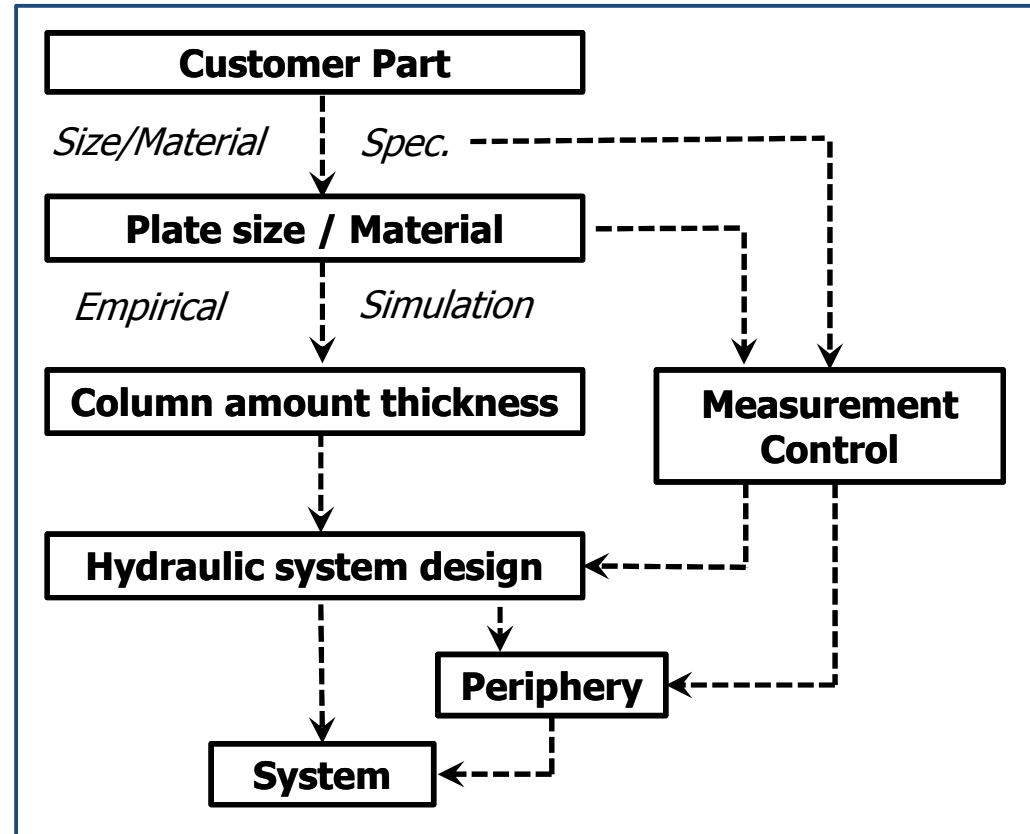 Customer Part
Size/Material
Spec.
Plate size / Material
Empirical
Simulation
Column amount thickness
Measurement
Control
Hydraulic system design
Periphery
System